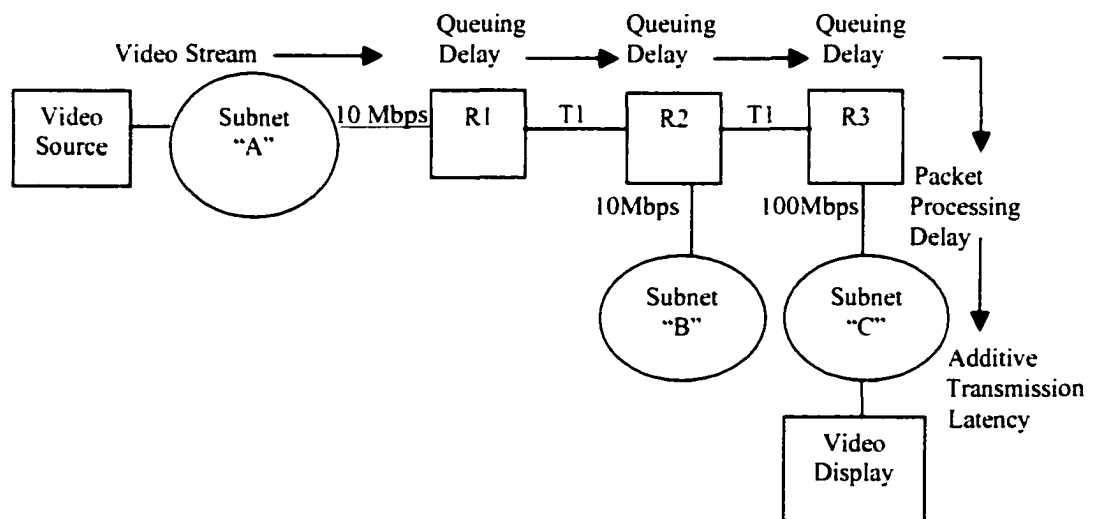 Queuing
Delay
Queuing
Delay
Queuing
Delay
Video Stream
Video
Source
Subnet
“A”
10 Mbps
R1
T1
R2
T1
R3
10Mbps
100Mbps
Packet
Processing
Delay
Subnet
“B”
Subnet
“C”
Additive
Transmission
Latency
Video
Display